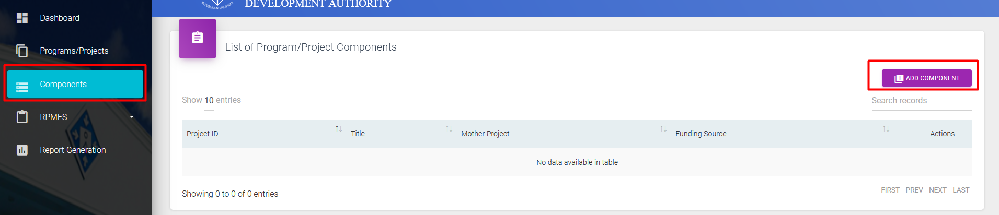 REPUBLIKA NG PILIPINAS
DEVELOPMENT AUTHORITY
Dashboard
Programs/Projects
Components
RPMES
Report Generation
List of Program/Project Components
ADD COMPONENT
Show 10 entries
Search records
Project ID Title Mother Project Funding Source Actions
No data available in table
Showing 0 to 0 of 0 entries
FIRST PREV NEXT LAST